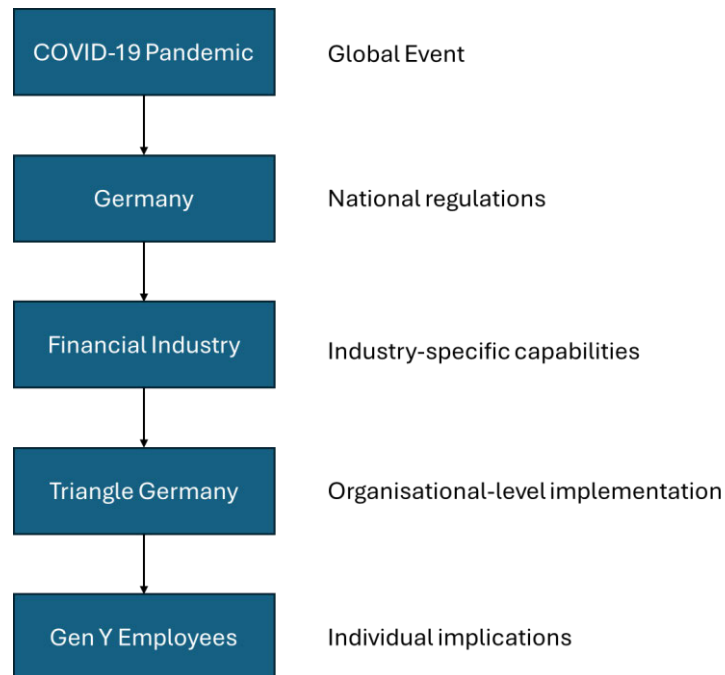 COVID-19 Pandemic
Global Event
Germany
National regulations
Financial Industry
Industry-specific capabilities
Triangle Germany
Organisational-level implementation
Gen Y Employees
Individual implications